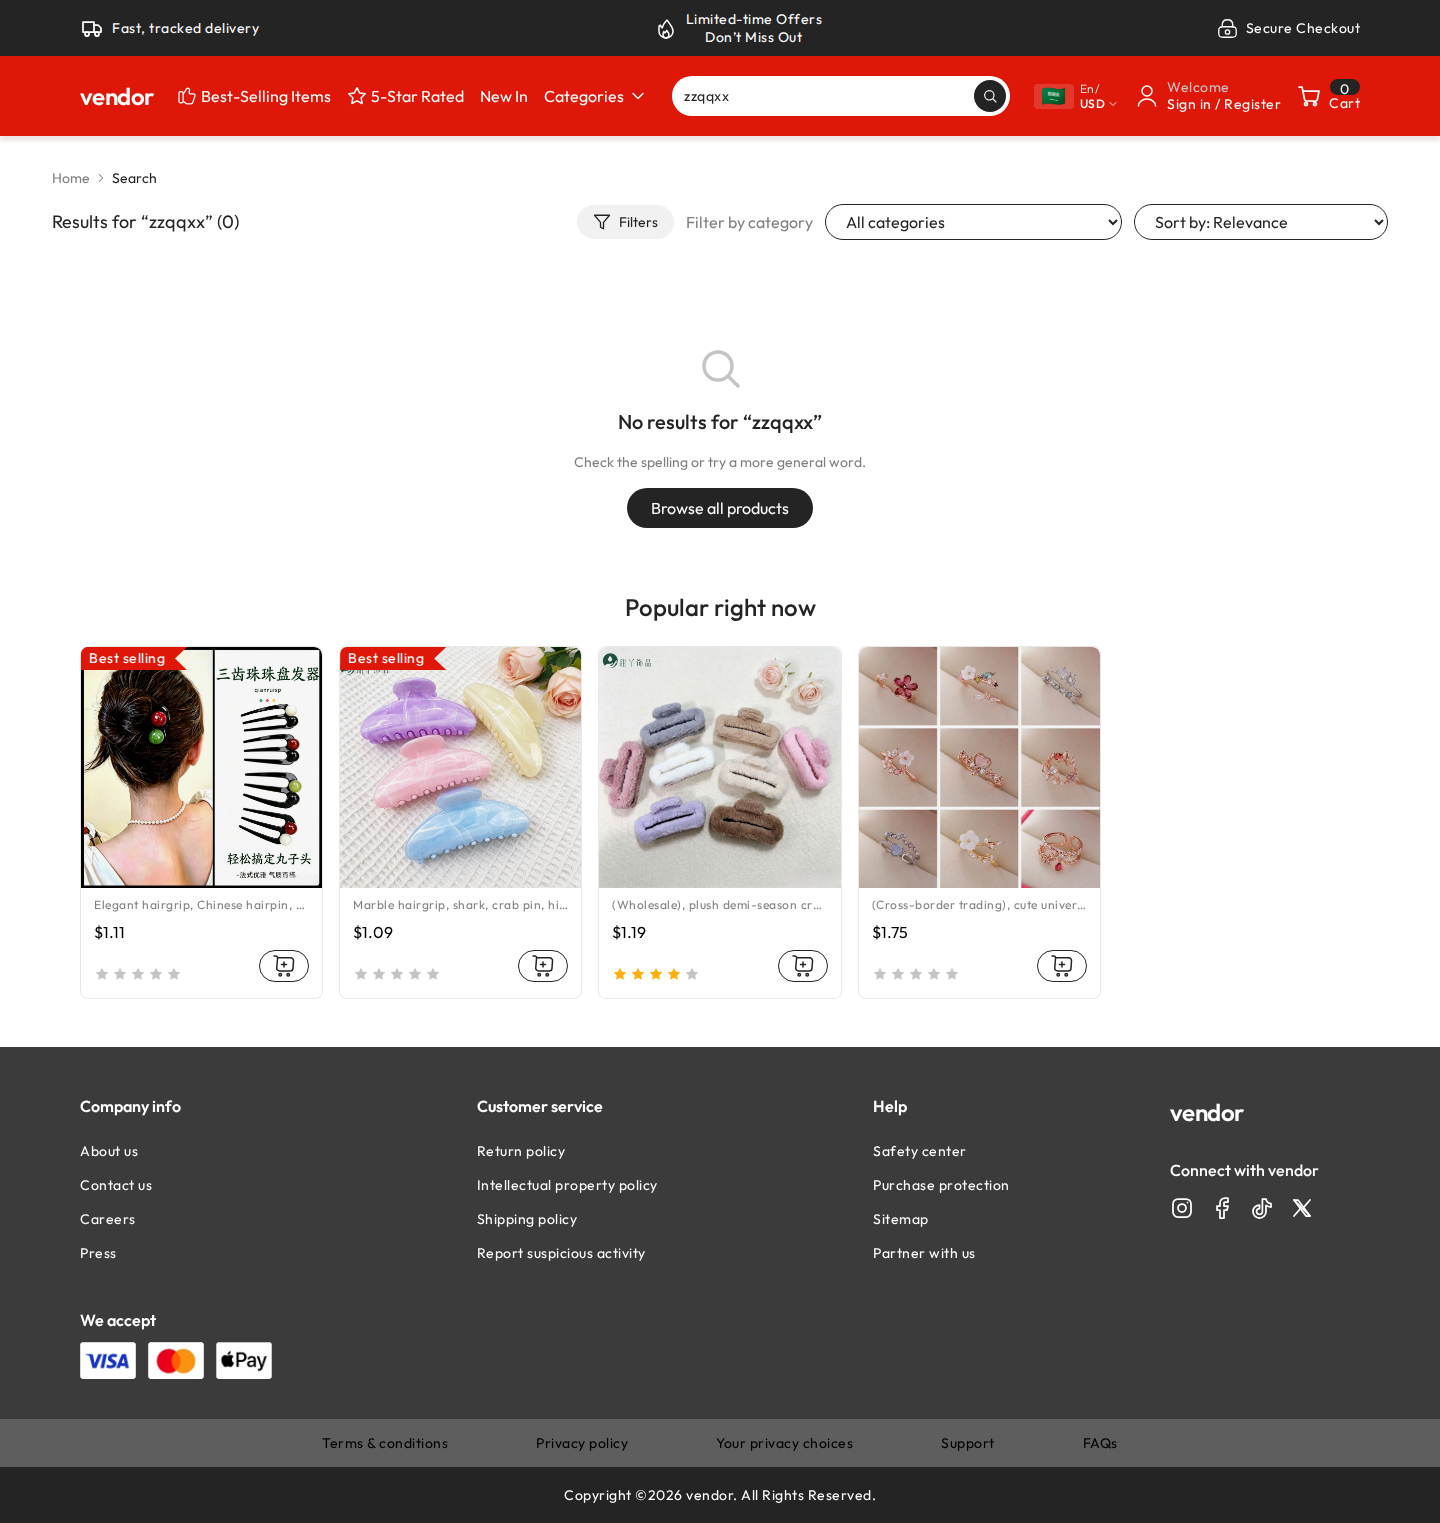 Fast, tracked delivery
Limited-time Offers
Don't Miss Out
Secure Checkout
vendor
Best-Selling Items
5-Star Rated
New In
Categories
zzqqxx
En/
USD
Welcome
Sign in / Register
0
Cart
Home
Search
Results for “zzqqxx” (0)
Filters
Filter by category
All categories
Sort by: Relevance
No results for “zzqqxx”
Check the spelling or try a more general word.
Browse all products
Popular right now
Best selling
三齿珠珠盘发器
qianruisp
轻松搞定丸子头
Best selling
Elegant hairgrip, Chinese hairpin, ...
$1.11
Marble hairgrip, shark, crab pin, hi...
$1.09
(Wholesale), plush demi-season cr...
$1.19
(Cross-border trading), cute univer...
$1.75
Company info
About us
Contact us
Careers
Press
Customer service
Return policy
Intellectual property policy
Shipping policy
Report suspicious activity
Help
Safety center
Purchase protection
Sitemap
Partner with us
vendor
Connect with vendor
We accept
VISA
Pay
Terms & conditions
Privacy policy
Your privacy choices
Support
FAQs
Copyright ©2026 vendor. All Rights Reserved.